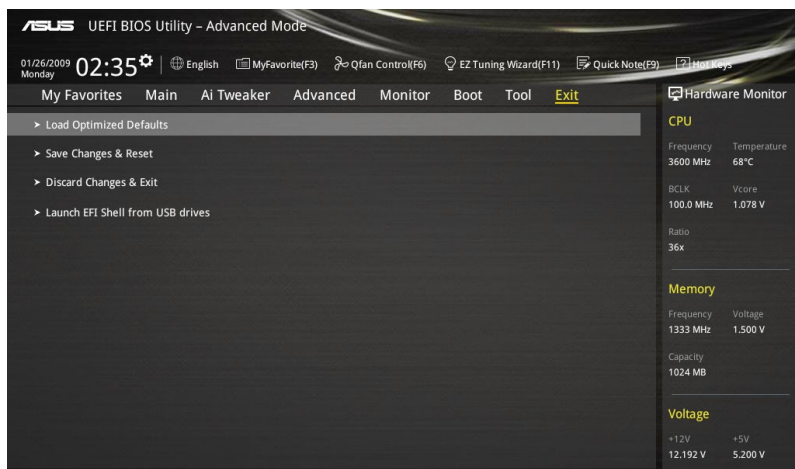 ASUS UEFI BIOS Utility – Advanced Mode
01/26/2009
Monday
02:35
English
MyFavorite(F3)
Qfan Control(F6)
EZ Tuning Wizard(F11)
Quick Note(F9)
? Hot Keys
My Favorites Main Ai Tweaker Advanced Monitor Boot Tool Exit
Hardware Monitor
> Load Optimized Defaults
> Save Changes & Reset
> Discard Changes & Exit
> Launch EFI Shell from USB drives
CPU
Frequency Temperature
3600 MHz 68°C
BCLK Vcore
100.0 MHz 1.078 V
Ratio
36x
Memory
Frequency Voltage
1333 MHz 1.500 V
Capacity
1024 MB
Voltage
+12V +5V
12.192 V 5.200 V